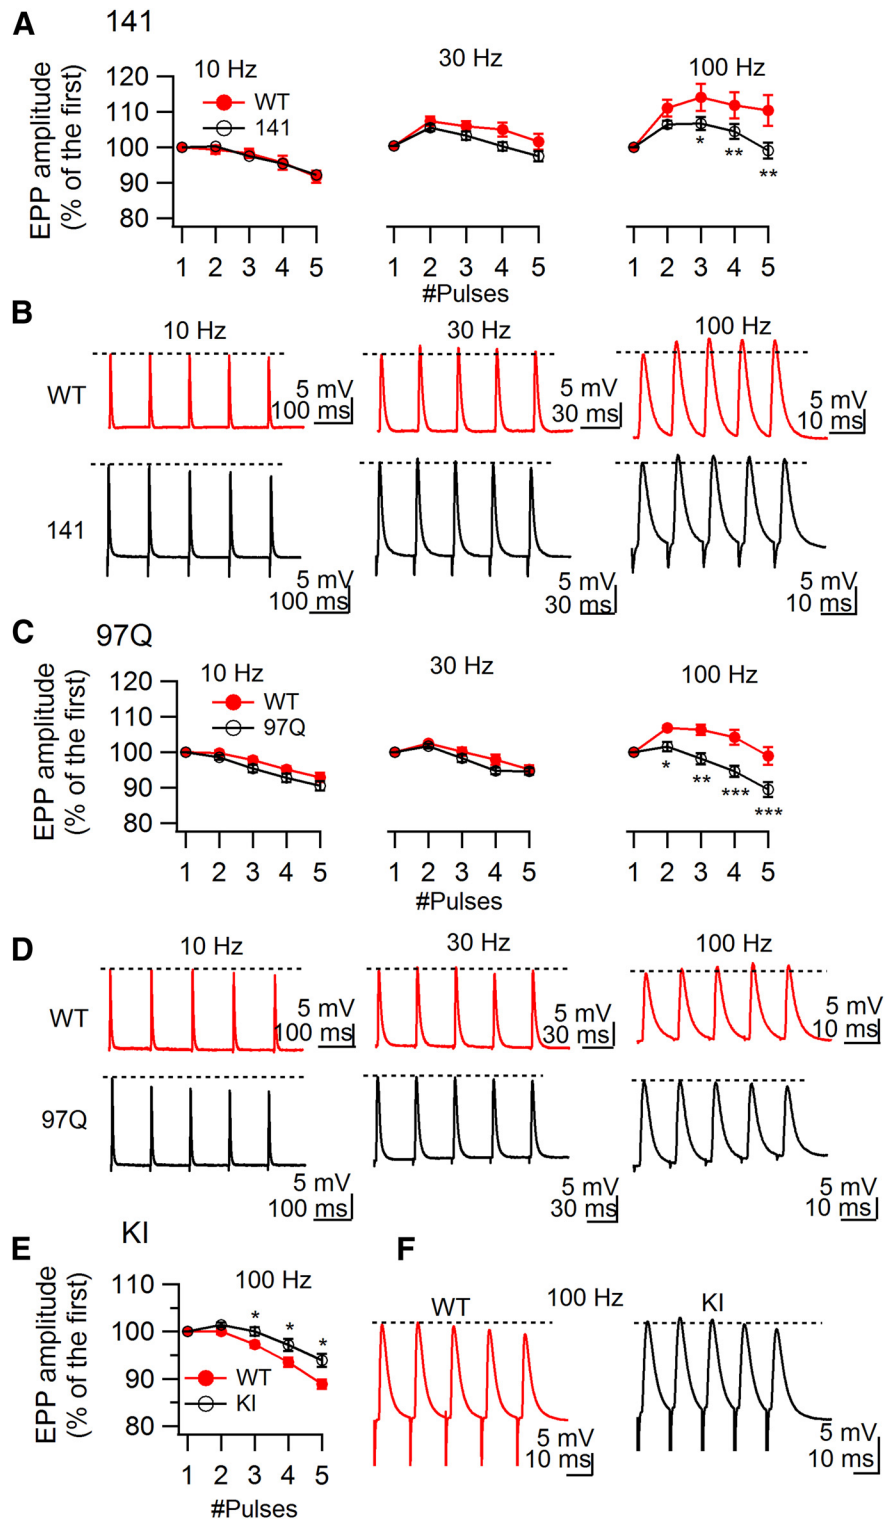 A 141
10 Hz 30 Hz 100 Hz
EPP amplitude
(% of the first)
120
110
100
90
80
WT
141
* ** **
1 2 3 4 5 1 2 3 4 5 1 2 3 4 5
#Pulses
B
10 Hz 30 Hz 100 Hz
WT
5 mV 5 mV 5 mV
100 ms 30 ms 10 ms
141
5 mV 5 mV 5 mV
100 ms 30 ms 10 ms
C 97Q
10 Hz 30 Hz 100 Hz
EPP amplitude
(% of the first)
120
110
100
90
80
WT
97Q
* ** *** ***
1 2 3 4 5 1 2 3 4 5 1 2 3 4 5
#Pulses
D
10 Hz 30 Hz 100 Hz
WT
5 mV 5 mV 5 mV
100 ms 30 ms 10 ms
97Q
5 mV 5 mV 5 mV
100 ms 30 ms 10 ms
E KI
100 Hz
EPP amplitude
(% of the first)
110
100
90
80
* * *
WT
KI
1 2 3 4 5
#Pulses
F
WT 100 Hz KI
5 mV 5 mV
10 ms 10 ms